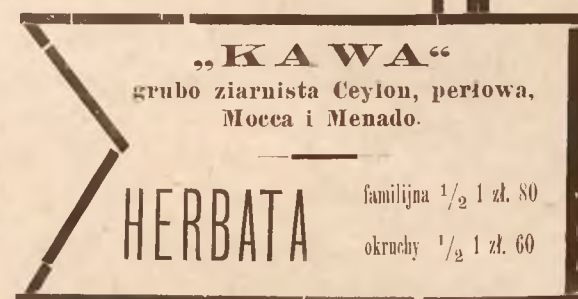 „KAWA“
grubo ziarnista Ceylon, perłowa,
Mocca i Menado.
HERBATA
familijna 1/2 1 zł. 80
okruchy 1/2 1 zł. 60